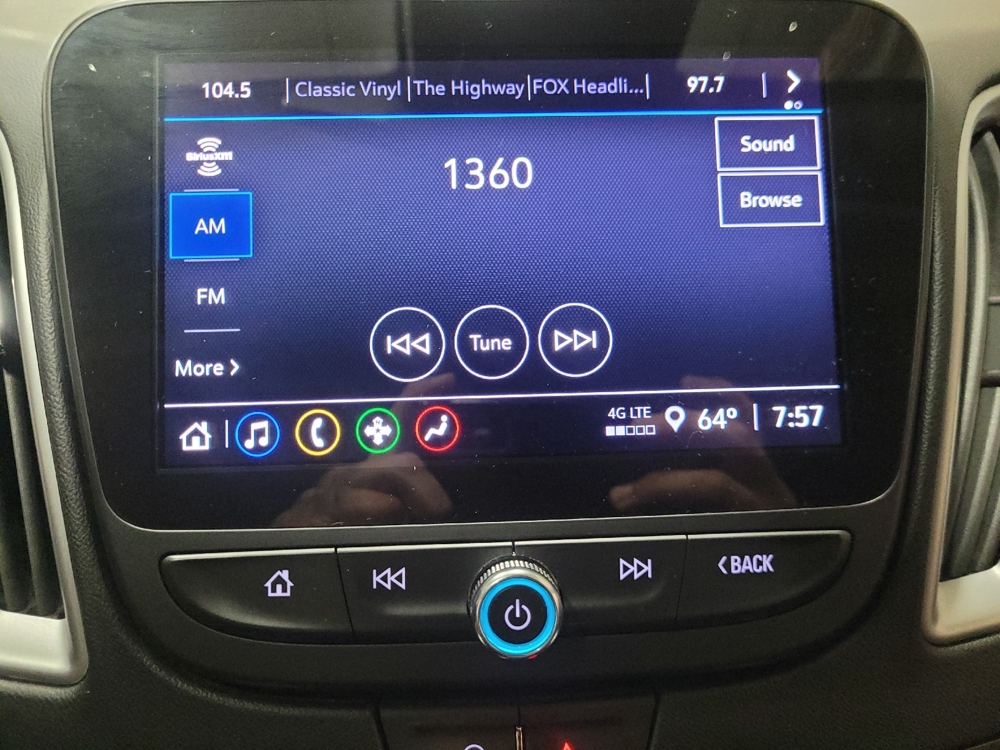 104.5 | Classic Vinyl | The Highway | FOX Headli... | 97.7 |
SiriusXM
1360
Sound
AM
Browse
FM
Tune
More
4G LTE 64° | 7:57
BACK